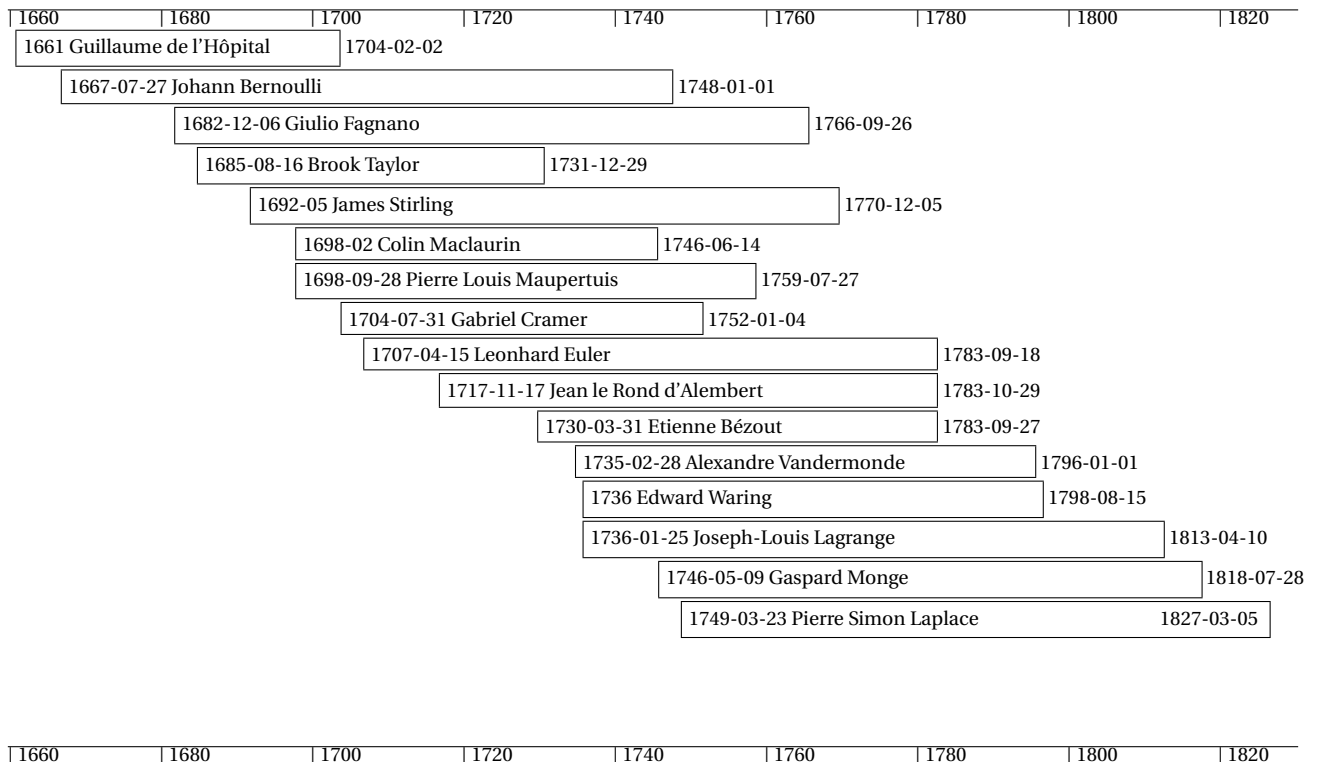 1660 1680 1700 1720 1740 1760 1780 1800 1820
1661 Guillaume de l'Hôpital 1704-02-02
1667-07-27 Johann Bernoulli 1748-01-01
1682-12-06 Giulio Fagnano 1766-09-26
1685-08-16 Brook Taylor 1731-12-29
1692-05 James Stirling 1770-12-05
1698-02 Colin Maclaurin 1746-06-14
1698-09-28 Pierre Louis Maupertuis 1759-07-27
1704-07-31 Gabriel Cramer 1752-01-04
1707-04-15 Leonhard Euler 1783-09-18
1717-11-17 Jean le Rond d'Alembert 1783-10-29
1730-03-31 Etienne Bézout 1783-09-27
1735-02-28 Alexandre Vandermonde 1796-01-01
1736 Edward Waring 1798-08-15
1736-01-25 Joseph-Louis Lagrange 1813-04-10
1746-05-09 Gaspard Monge 1818-07-28
1749-03-23 Pierre Simon Laplace 1827-03-05
1660 1680 1700 1720 1740 1760 1780 1800 1820